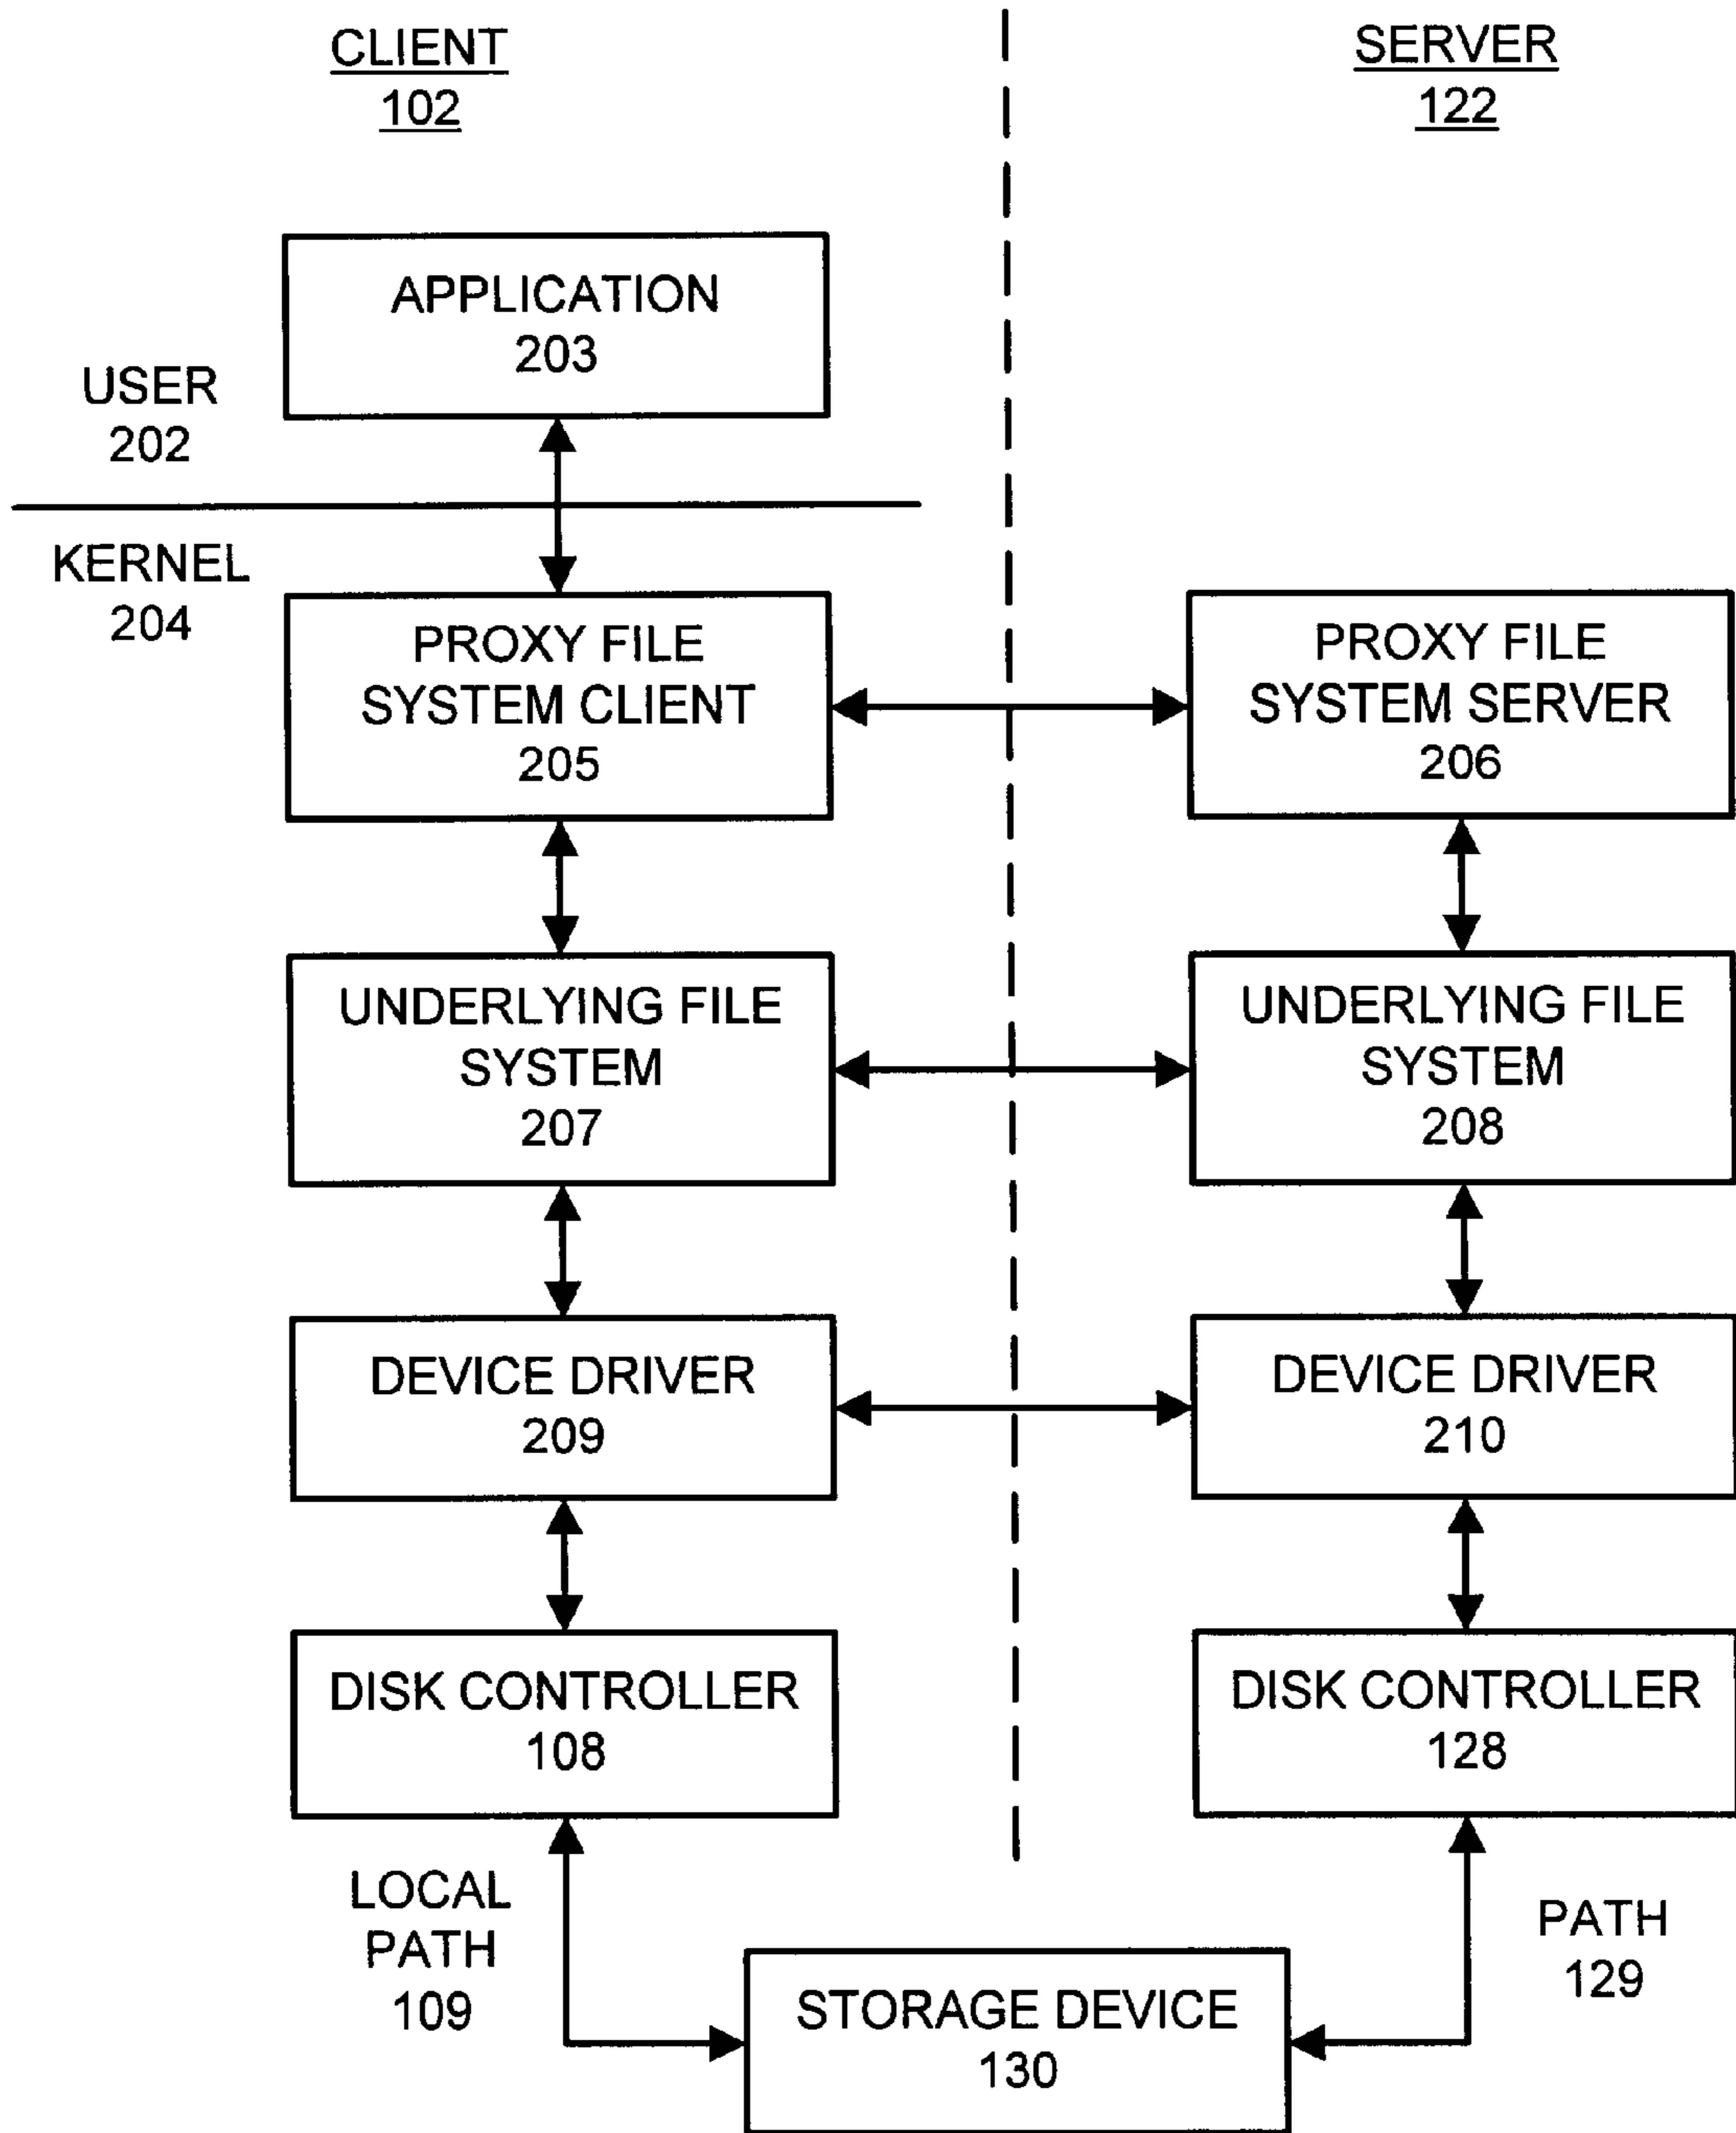 CLIENT
102
SERVER
122
APPLICATION
203
USER
202
KERNEL
204
PROXY FILE
SYSTEM CLIENT
205
PROXY FILE
SYSTEM SERVER
206
UNDERLYING FILE
SYSTEM
207
UNDERLYING FILE
SYSTEM
208
DEVICE DRIVER
209
DEVICE DRIVER
210
DISK CONTROLLER
108
DISK CONTROLLER
128
LOCAL
PATH
109
PATH
129
STORAGE DEVICE
130